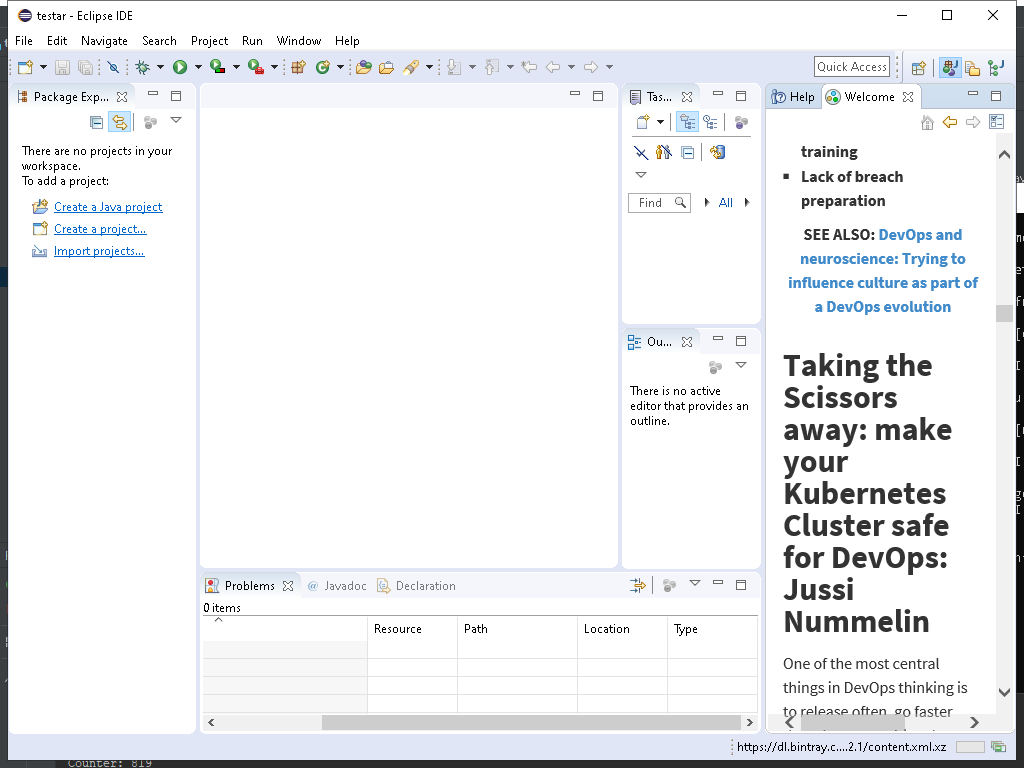 testar - Eclipse IDE
File Edit Navigate Search Project Run Window Help
Quick Access
Package Exp...
There are no projects in your
workspace.
To add a project:
Create a Java project
Create a project...
Import projects...
Tas...
Find
All
Ou...
There is no active
editor that provides an
outline.
Help
Welcome
training
Lack of breach
preparation
SEE ALSO: DevOps and
neuroscience: Trying to
influence culture as part of
a DevOps evolution
Taking the
Scissors
away: make
your
Kubernetes
Cluster safe
for DevOps:
Jussi
Nummelin
One of the most central
things in DevOps thinking is
to release often, go faster
Problems @ Javadoc Declaration
0 items
Resource Path Location Type
https://dl.bintray.c....2.1/content.xml.xz
Counter: 819